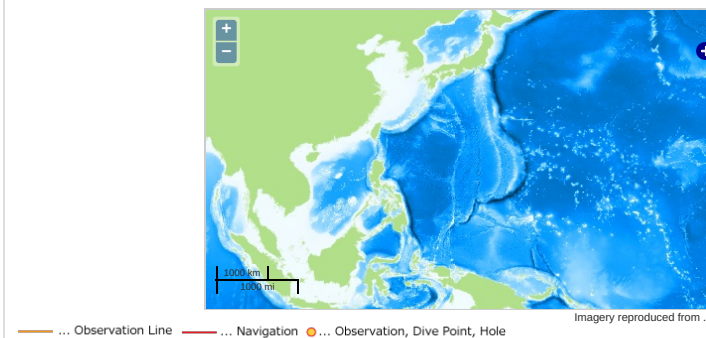 +
−
1000 km
1000 mi
Imagery reproduced from .
... Observation Line ... Navigation ... Observation, Dive Point, Hole